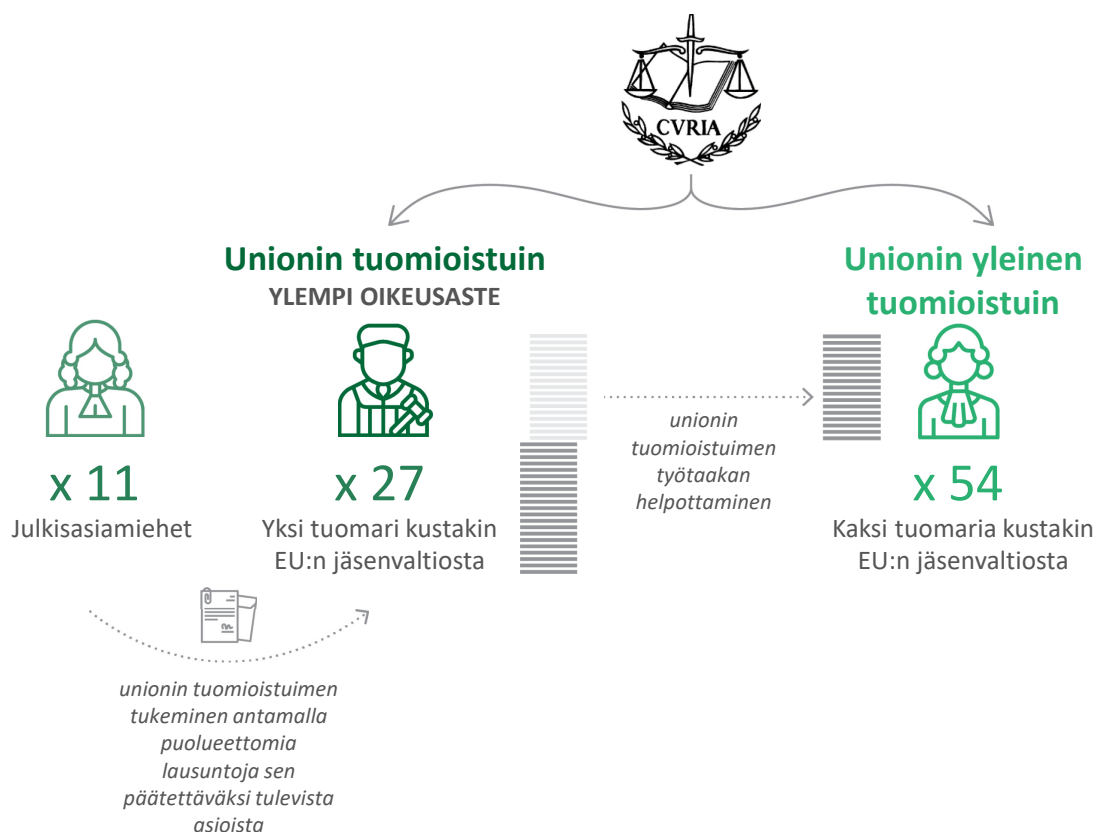 CVRIA
Unionin tuomioistuin
YLEMPI OIKEUSASTE
Unionin yleinen
tuomioistuin
x 11
Julkisasiamiehet
x 27
Yksi tuomari kustakin
EU:n jäsenvaltiosta
unionin
tuomioistuimen
työtaakan
helpottaminen
x 54
Kaksi tuomaria kustakin
EU:n jäsenvaltiosta
unionin tuomioistuimen
tukeminen antamalla
puolueettomia
lausuntoja sen
päätettäväksi tulevista
asioista